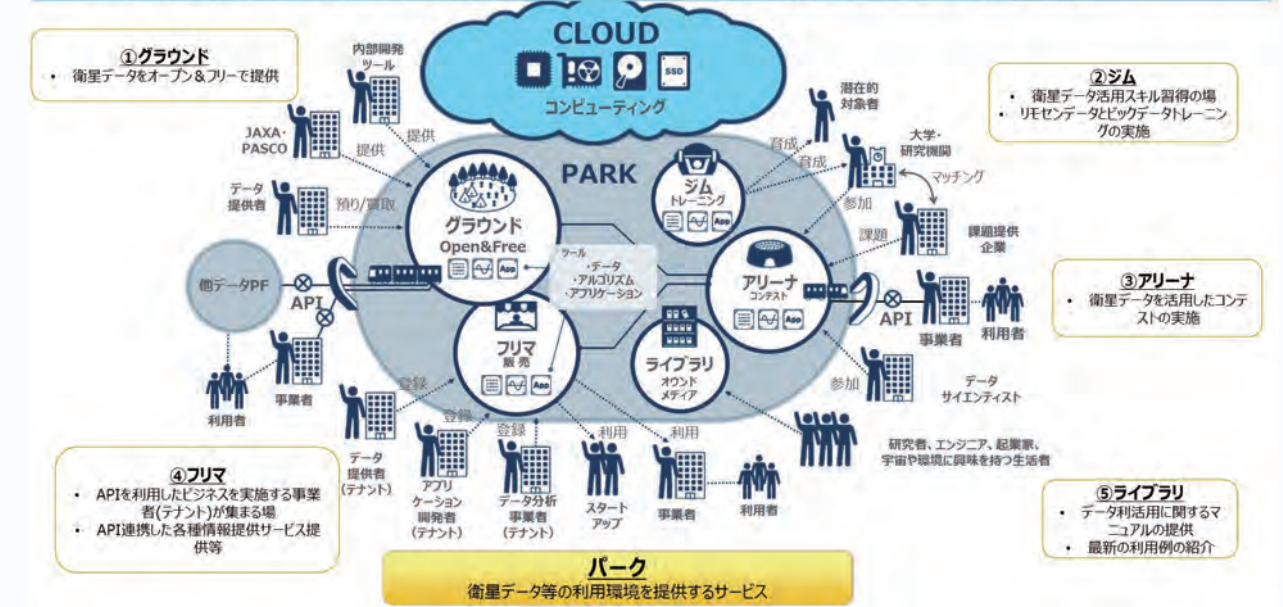 CLOUD
コンピューティング
①グラウンド
・ 衛星データをオープン&フリーで提供
内部開発
ツール
提供
JAXA・
PASCO
提供
データ
提供者
預り/買取
PARK
グラウンド
Open&Free
App
ツール
・データ
・アルゴリズム
・アプリケーション
ジム
トレーニング
App
潜在的
対象者
育成
育成
大学・
研究機関
マッチング
参加
課題
課題提供
企業
②ジム
・ 衛星データ活用スキル習得の場
・ リモセンデータとビックデータトレーニ
ングの実施
他データPF
API
利用者
事業者
アリーナ
コンテスト
App
API
事業者
利用者
③アリーナ
・ 衛星データを活用したコンテ
ストの実施
フリマ
販売
App
ライブラリ
オウンド
メディア
参加
データ
サイエンティスト
登録
登録
登録
利用
利用
データ
提供者
(テナント)
アプリ
ケーション
開発者
(テナント)
データ分析
事業者
(テナント)
スタート
アップ
事業者
利用者
研究者、エンジニア、起業家、
宇宙や環境に興味を持つ生活者
④フリマ
・ APIを利用したビジネスを実施する事業
者(テナント)が集まる場
・ API連携した各種情報提供サービス提
供等
⑤ライブラリ
・ データ利活用に関するマ
ニュアルの提供
・ 最新の利用例の紹介
パーク
衛星データ等の利用環境を提供するサービス
SSD